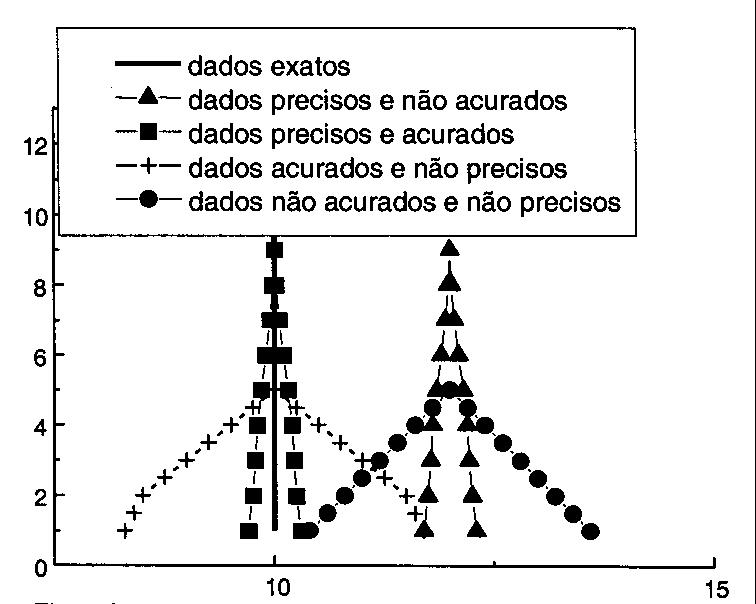 dados exatos
dados precisos e não acurados
dados precisos e acurados
dados acurados e não precisos
dados não acurados e não precisos
12
10
8
6
4
2
0
10
15